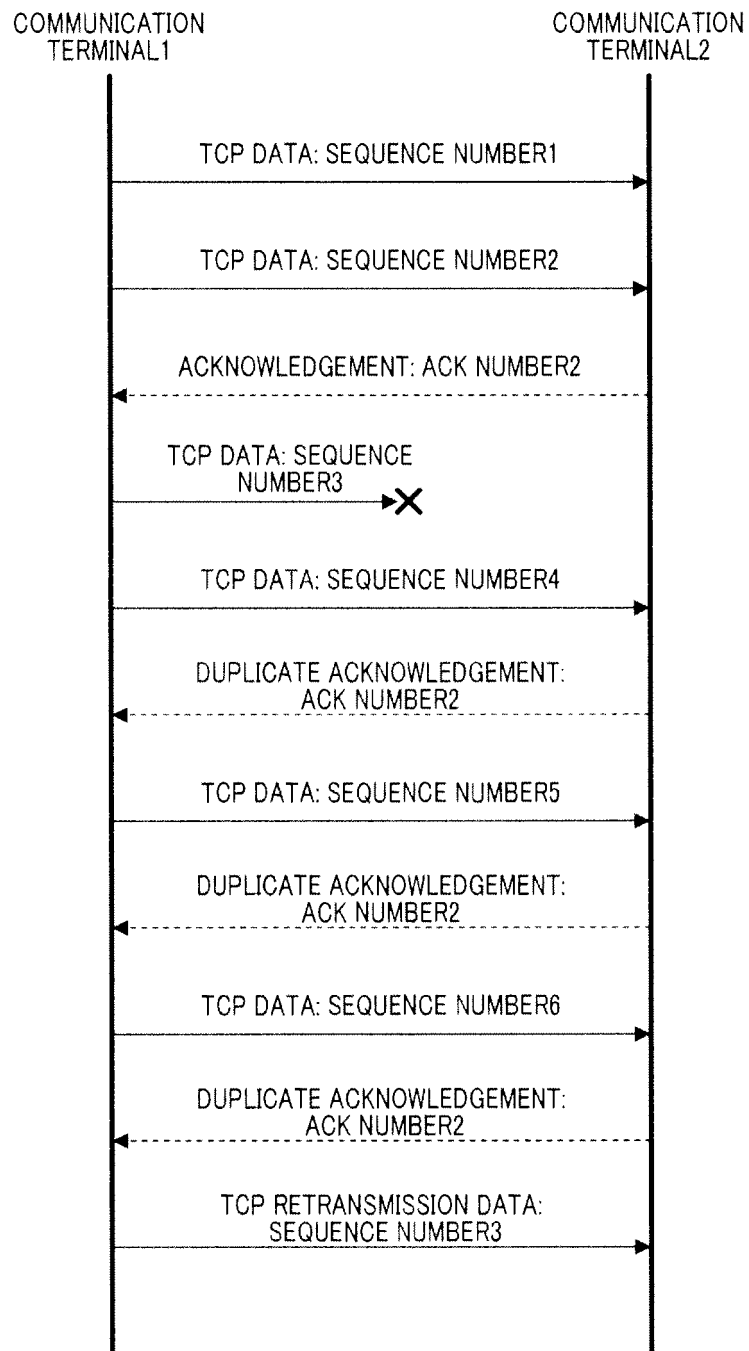 COMMUNICATION
TERMINAL1
COMMUNICATION
TERMINAL2
TCP DATA: SEQUENCE NUMBER1
TCP DATA: SEQUENCE NUMBER2
ACKNOWLEDGEMENT: ACK NUMBER2
TCP DATA: SEQUENCE
NUMBER3
TCP DATA: SEQUENCE NUMBER4
DUPLICATE ACKNOWLEDGEMENT:
ACK NUMBER2
TCP DATA: SEQUENCE NUMBER5
DUPLICATE ACKNOWLEDGEMENT:
ACK NUMBER2
TCP DATA: SEQUENCE NUMBER6
DUPLICATE ACKNOWLEDGEMENT:
ACK NUMBER2
TCP RETRANSMISSION DATA:
SEQUENCE NUMBER3